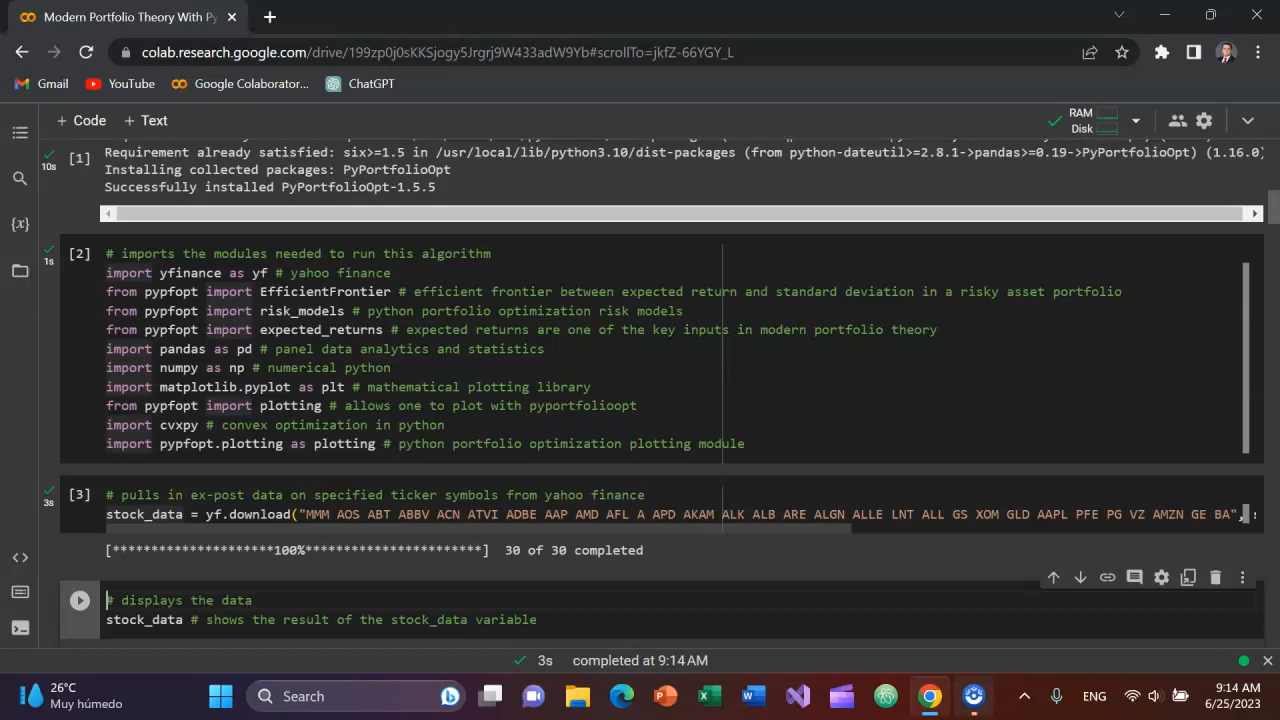 Modern Portfolio Theory With Py
colab.research.google.com/drive/199zp0j0sKKSjogy5Jrgrj9W433adW9Yb#scrollTo=jkfZ-66YGY_L
Gmail YouTube Google Colaborator... ChatGPT
+ Code + Text
RAM
Disk
[1] Requirement already satisfied: six>=1.5 in /usr/local/lib/python3.10/dist-packages (from python-dateutil>=2.8.1->pandas>=0.19->PyPortfolioOpt) (1.16.0)
10s
Installing collected packages: PyPortfolioOpt
Successfully installed PyPortfolioOpt-1.5.5
[2] # imports the modules needed to run this algorithm
1s
import yfinance as yf # yahoo finance
from pypfopt import EfficientFrontier # efficient frontier between expected return and standard deviation in a risky asset portfolio
from pypfopt import risk_models # python portfolio optimization risk models
from pypfopt import expected_returns # expected returns are one of the key inputs in modern portfolio theory
import pandas as pd # panel data analytics and statistics
import numpy as np # numerical python
import matplotlib.pyplot as plt # mathematical plotting library
from pypfopt import plotting # allows one to plot with pyportfolioopt
import cvxpy # convex optimization in python
import pypfopt.plotting as plotting # python portfolio optimization plotting module
[3] # pulls in ex-post data on specified ticker symbols from yahoo finance
3s
stock_data = yf.download("MMM AOS ABT ABBV ACN ATVI ADBE AAP AMD AFL A APD AKAM ALK ALB ARE ALGN ALLE LNT ALL GS XOM GLD AAPL PFE PG VZ AMZN GE BA",
[*********************100%***********************] 30 of 30 completed
# displays the data
stock_data # shows the result of the stock_data variable
3s completed at 9:14 AM
26°C
Muy húmedo
Search
ENG
9:14 AM
6/25/2023